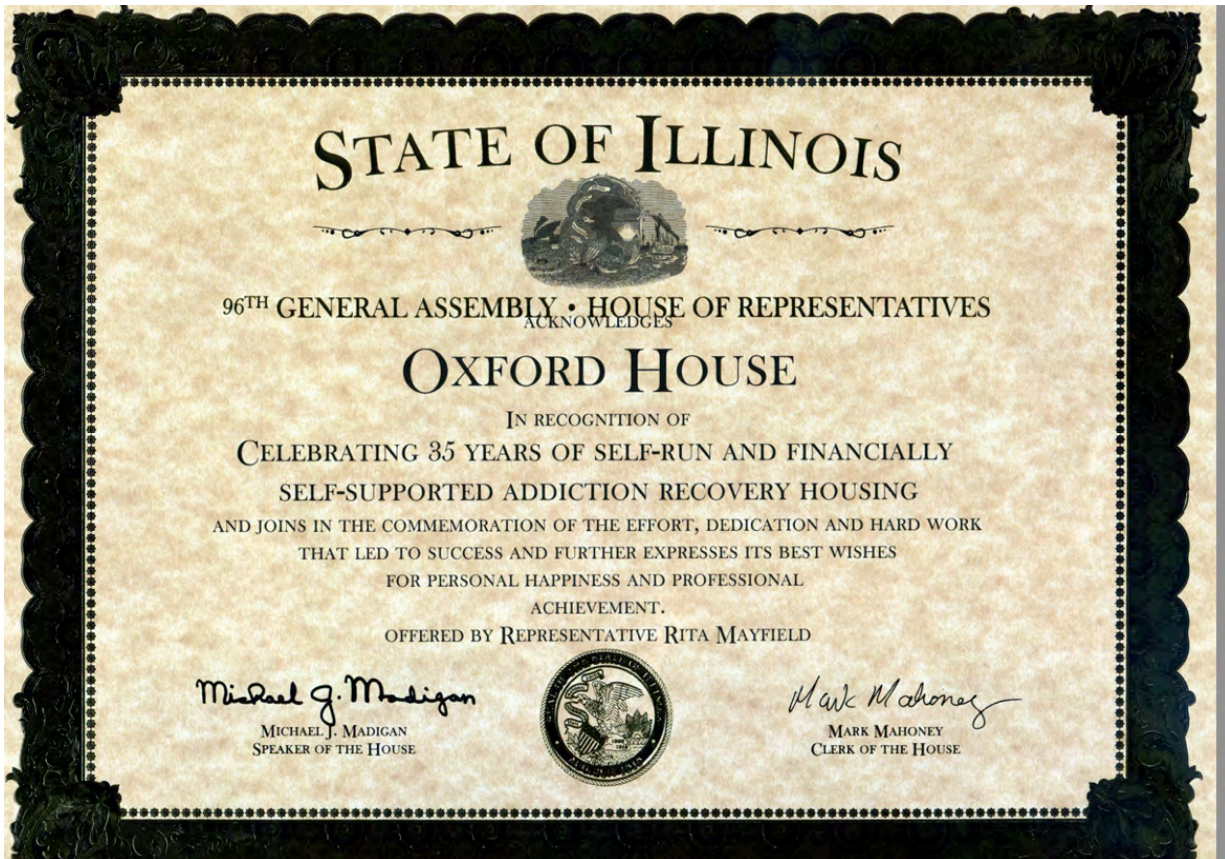 STATE OF ILLINOIS
96TH GENERAL ASSEMBLY • HOUSE OF REPRESENTATIVES
ACKNOWLEDGES
OXFORD HOUSE
IN RECOGNITION OF
CELEBRATING 35 YEARS OF SELF-RUN AND FINANCIALLY
SELF-SUPPORTED ADDICTION RECOVERY HOUSING
AND JOINS IN THE COMMEMORATION OF THE EFFORT, DEDICATION AND HARD WORK
THAT LED TO SUCCESS AND FURTHER EXPRESSES ITS BEST WISHES
FOR PERSONAL HAPPINESS AND PROFESSIONAL
ACHIEVEMENT.
OFFERED BY REPRESENTATIVE RITA MAYFIELD
Michael J. Madigan
MICHAEL J. MADIGAN
SPEAKER OF THE HOUSE
Mark Mahoney
MARK MAHONEY
CLERK OF THE HOUSE